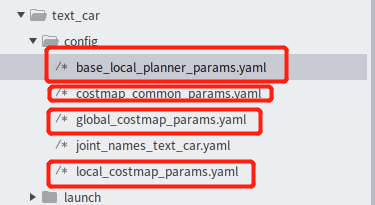 text_car
config
/* base_local_planner_params.yaml
/* costmap_common_params.yaml
/* global_costmap_params.yaml
/* joint_names_text_car.yaml
/* local_costmap_params.yaml
launch